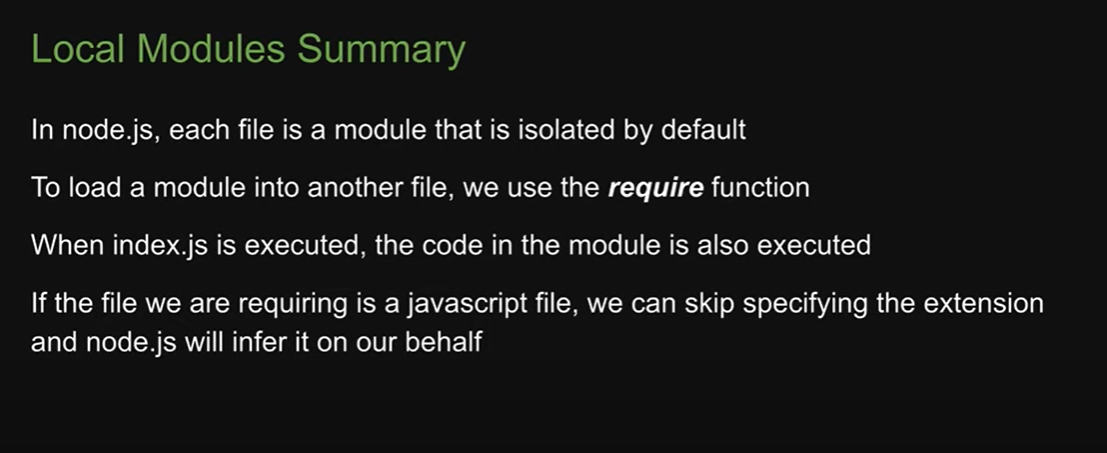 Local Modules Summary
In node.js, each file is a module that is isolated by default
To load a module into another file, we use the require function
When index.js is executed, the code in the module is also executed
If the file we are requiring is a javascript file, we can skip specifying the extension
and node.js will infer it on our behalf